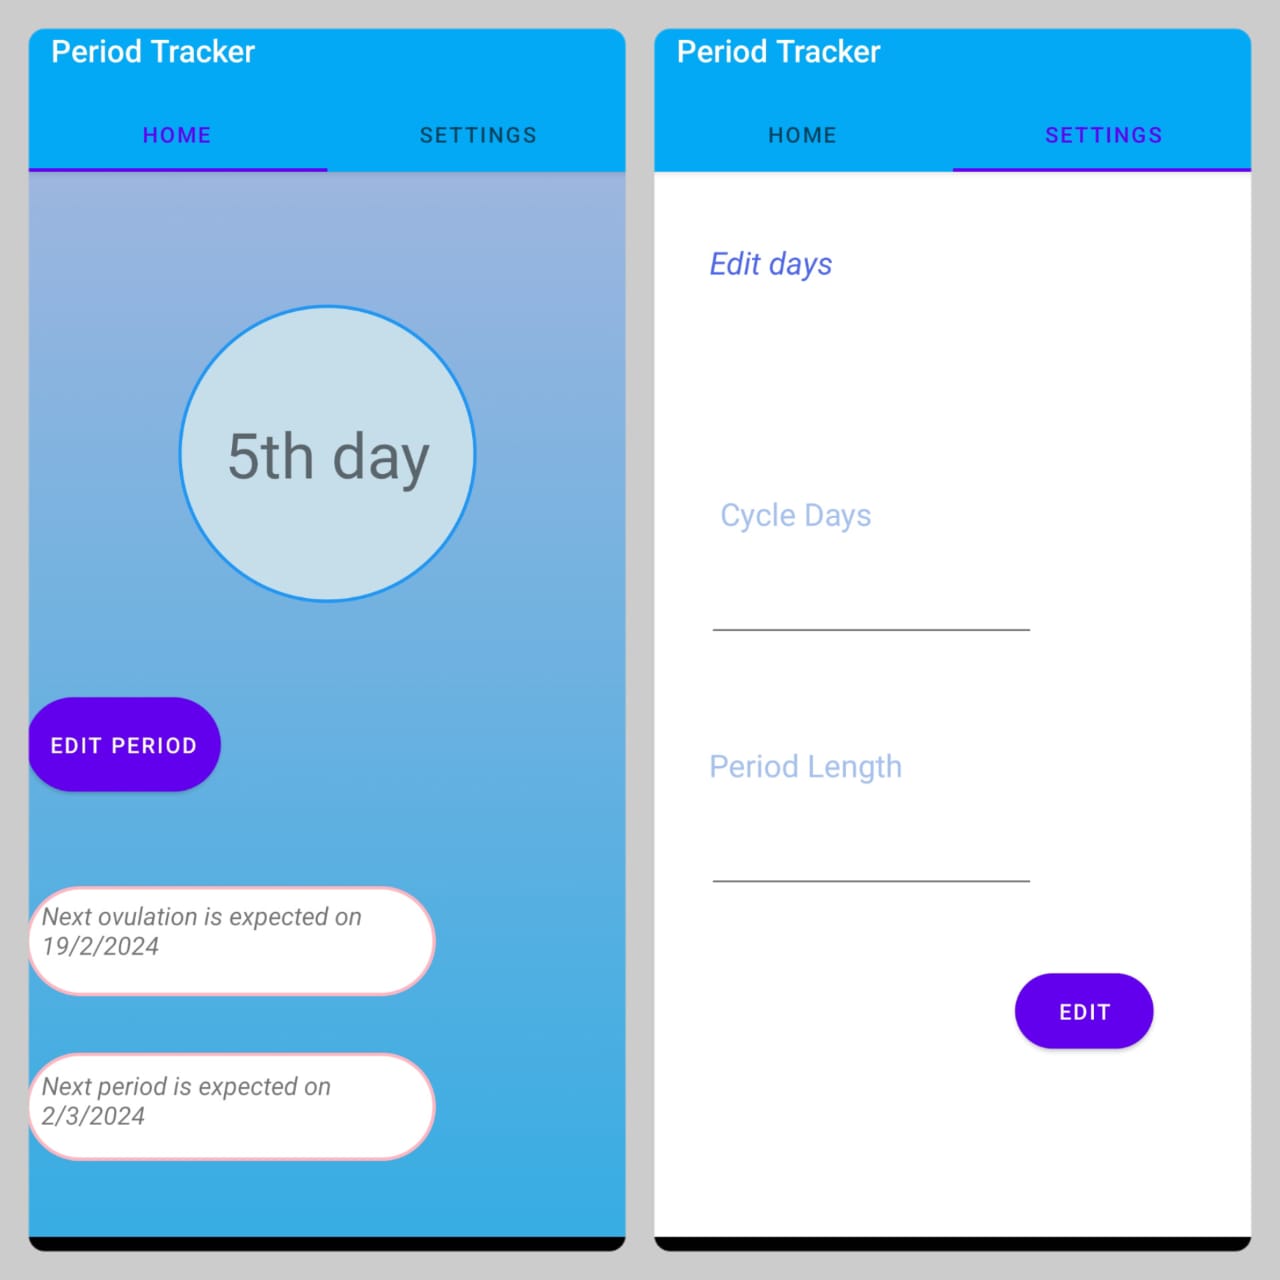 Period Tracker
HOME
SETTINGS
5th day
EDIT PERIOD
Next ovulation is expected on
19/2/2024
Next period is expected on
2/3/2024
Period Tracker
HOME
SETTINGS
Edit days
Cycle Days
Period Length
EDIT